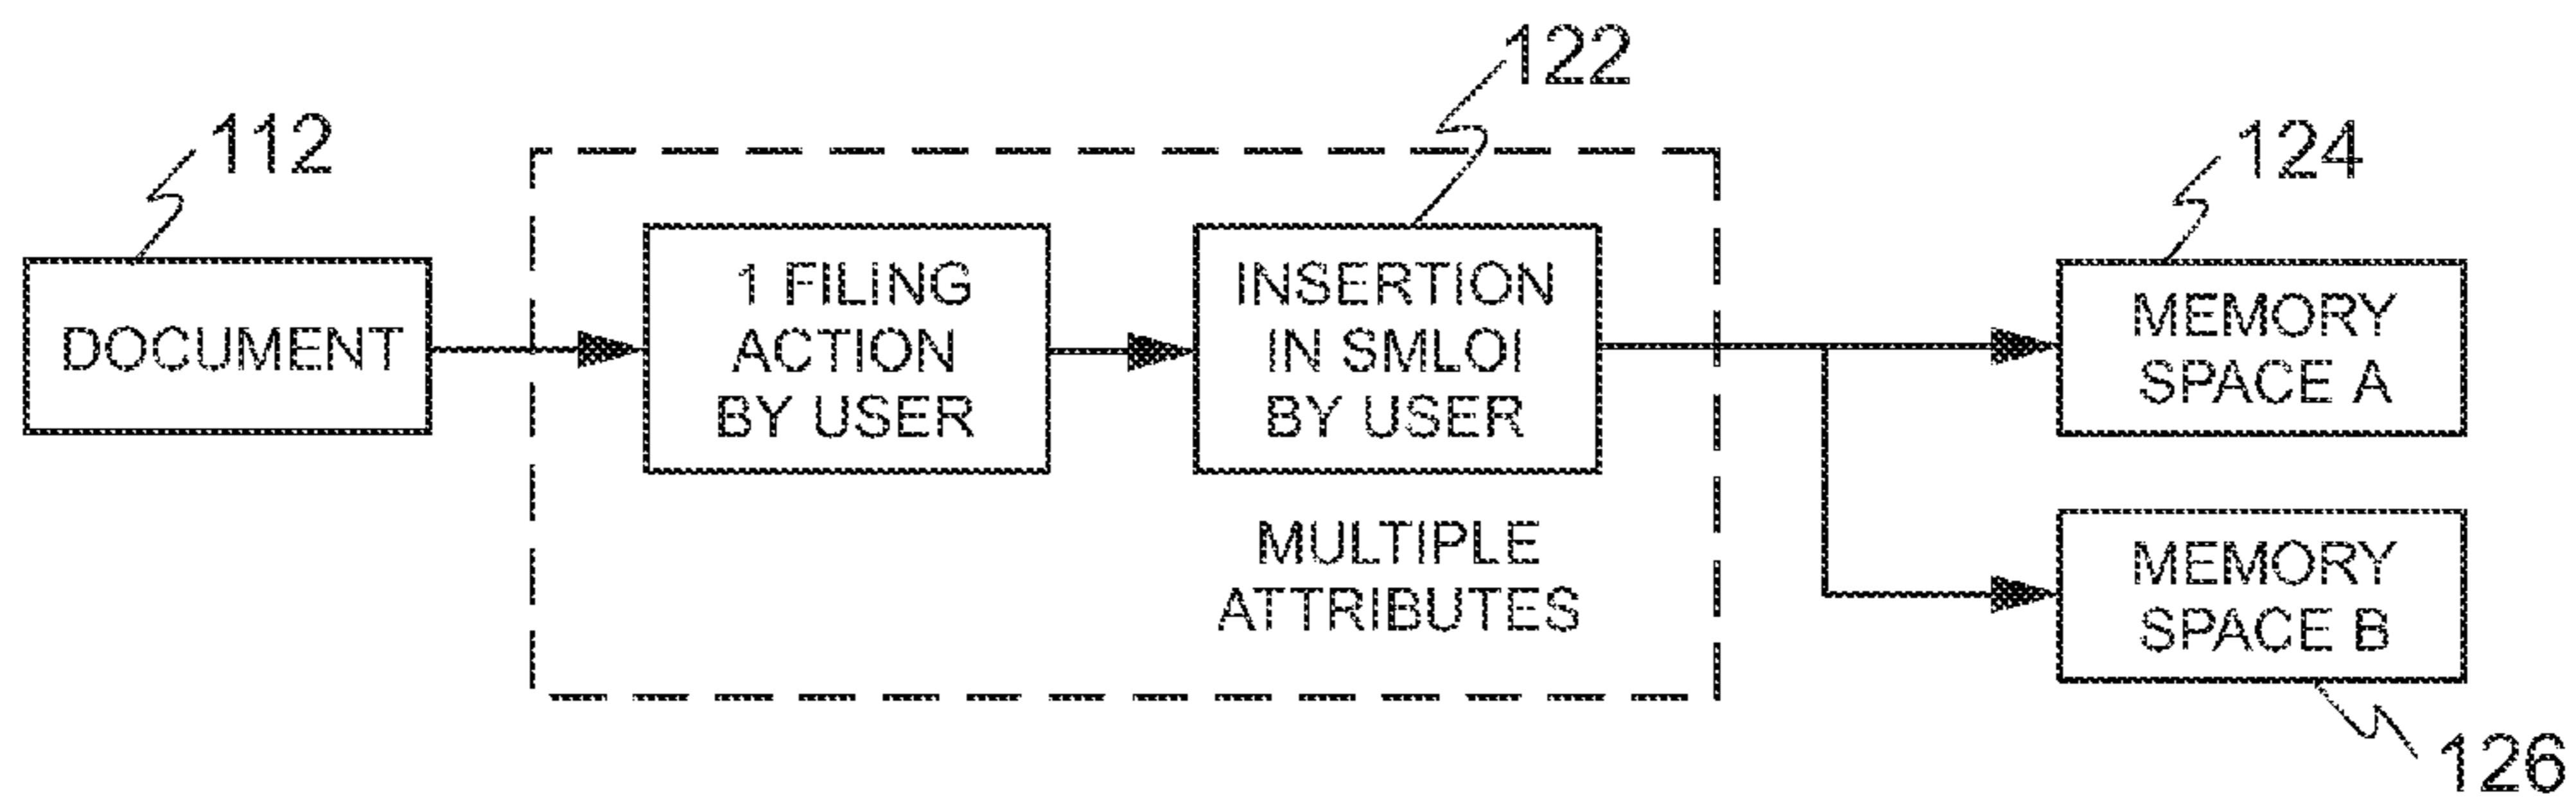 122
112
124
DOCUMENT
1 FILING
ACTION
BY USER
INSERTION
IN SMLOI
BY USER
MULTIPLE
ATTRIBUTES
MEMORY
SPACE A
MEMORY
SPACE B
126